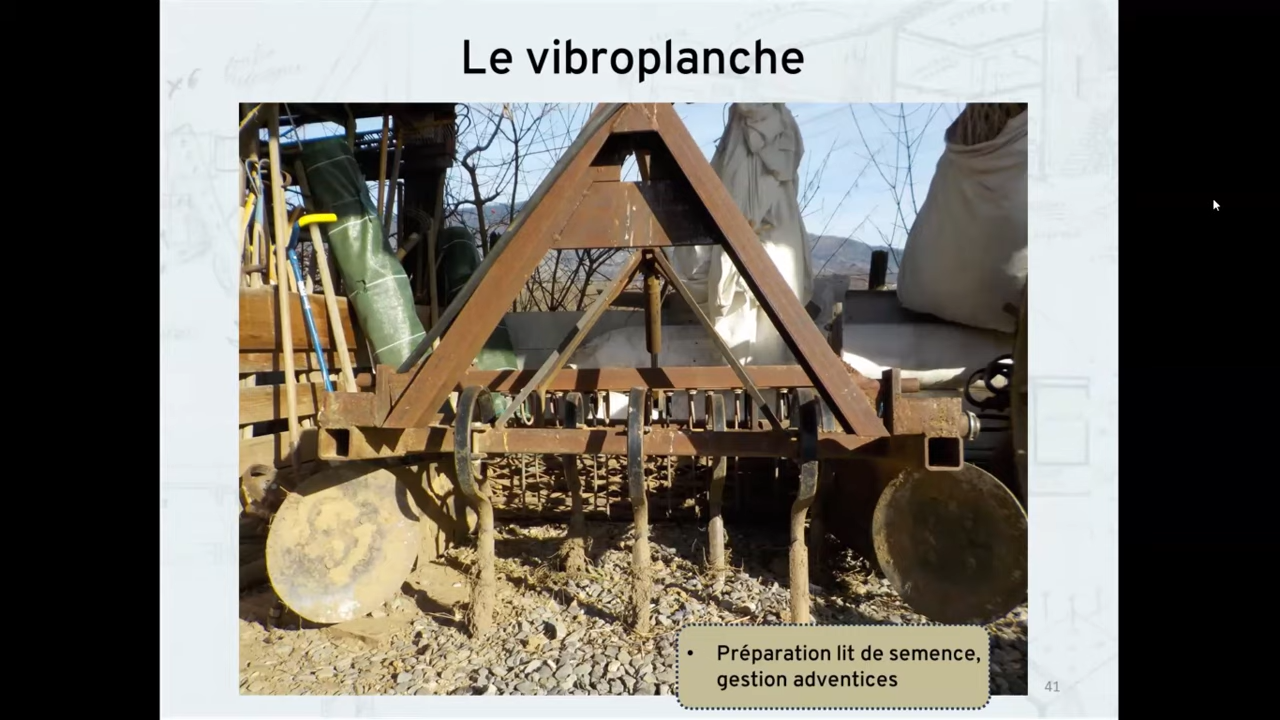 Le vibroplanche
• Préparation lit de semence,
gestion adventices
41